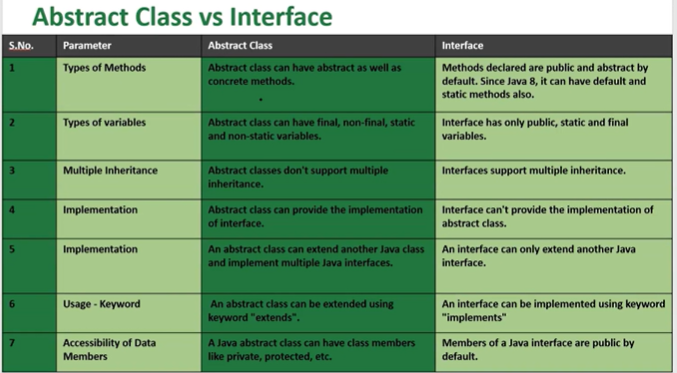 Abstract Class vs Interface
S.No. Parameter Abstract Class Interface
1 Types of Methods Abstract class can have abstract as well as Methods declared are public and abstract by
concrete methods. default. Since Java 8, it can have default and
static methods also.
2 Types of variables Abstract class can have final, non-final, static Interface has only public, static and final
and non-static variables. variables.
3 Multiple Inheritance Abstract classes don't support multiple Interfaces support multiple inheritance.
inheritance.
4 Implementation Abstract class can provide the implementation Interface can't provide the implementation of
of interface. abstract class.
5 Implementation An abstract class can extend another Java class An interface can only extend another Java
and implement multiple Java interfaces. interface.
6 Usage - Keyword An abstract class can be extended using An interface can be implemented using keyword
keyword "extends". "implements"
7 Accessibility of Data A Java abstract class can have class members Members of a Java interface are public by
Members like private, protected, etc. default.